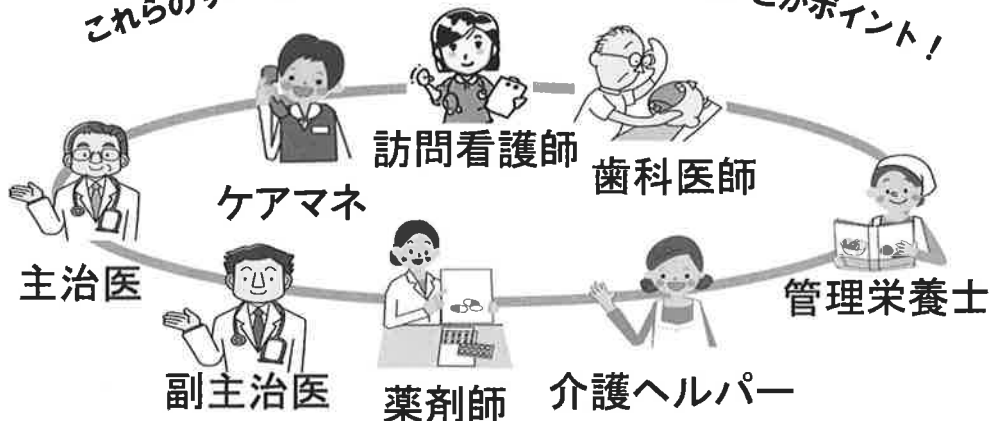 これらの
がポイント！
訪問看護師
歯科医師
ケアマネ
主治医
管理栄養士
副主治医
薬剤師
介護ヘルパー